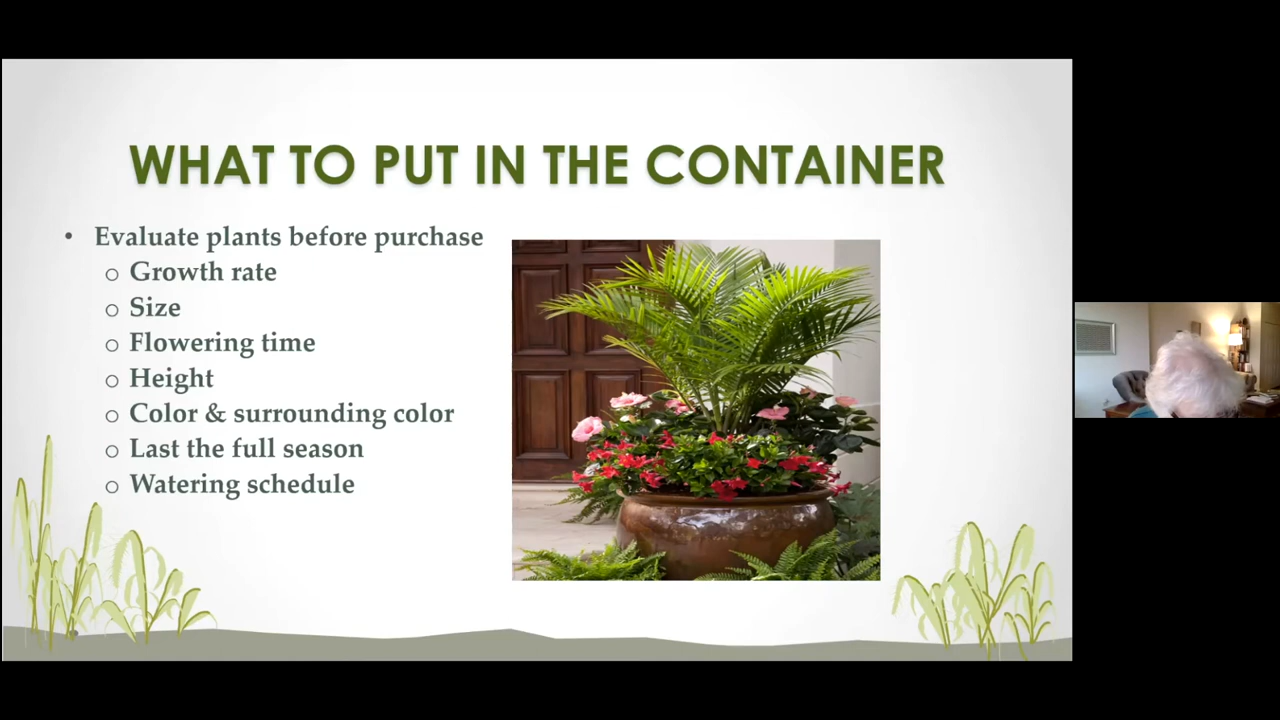 WHAT TO PUT IN THE CONTAINER
• Evaluate plants before purchase
o Growth rate
o Size
o Flowering time
o Height
o Color & surrounding color
o Last the full season
o Watering schedule